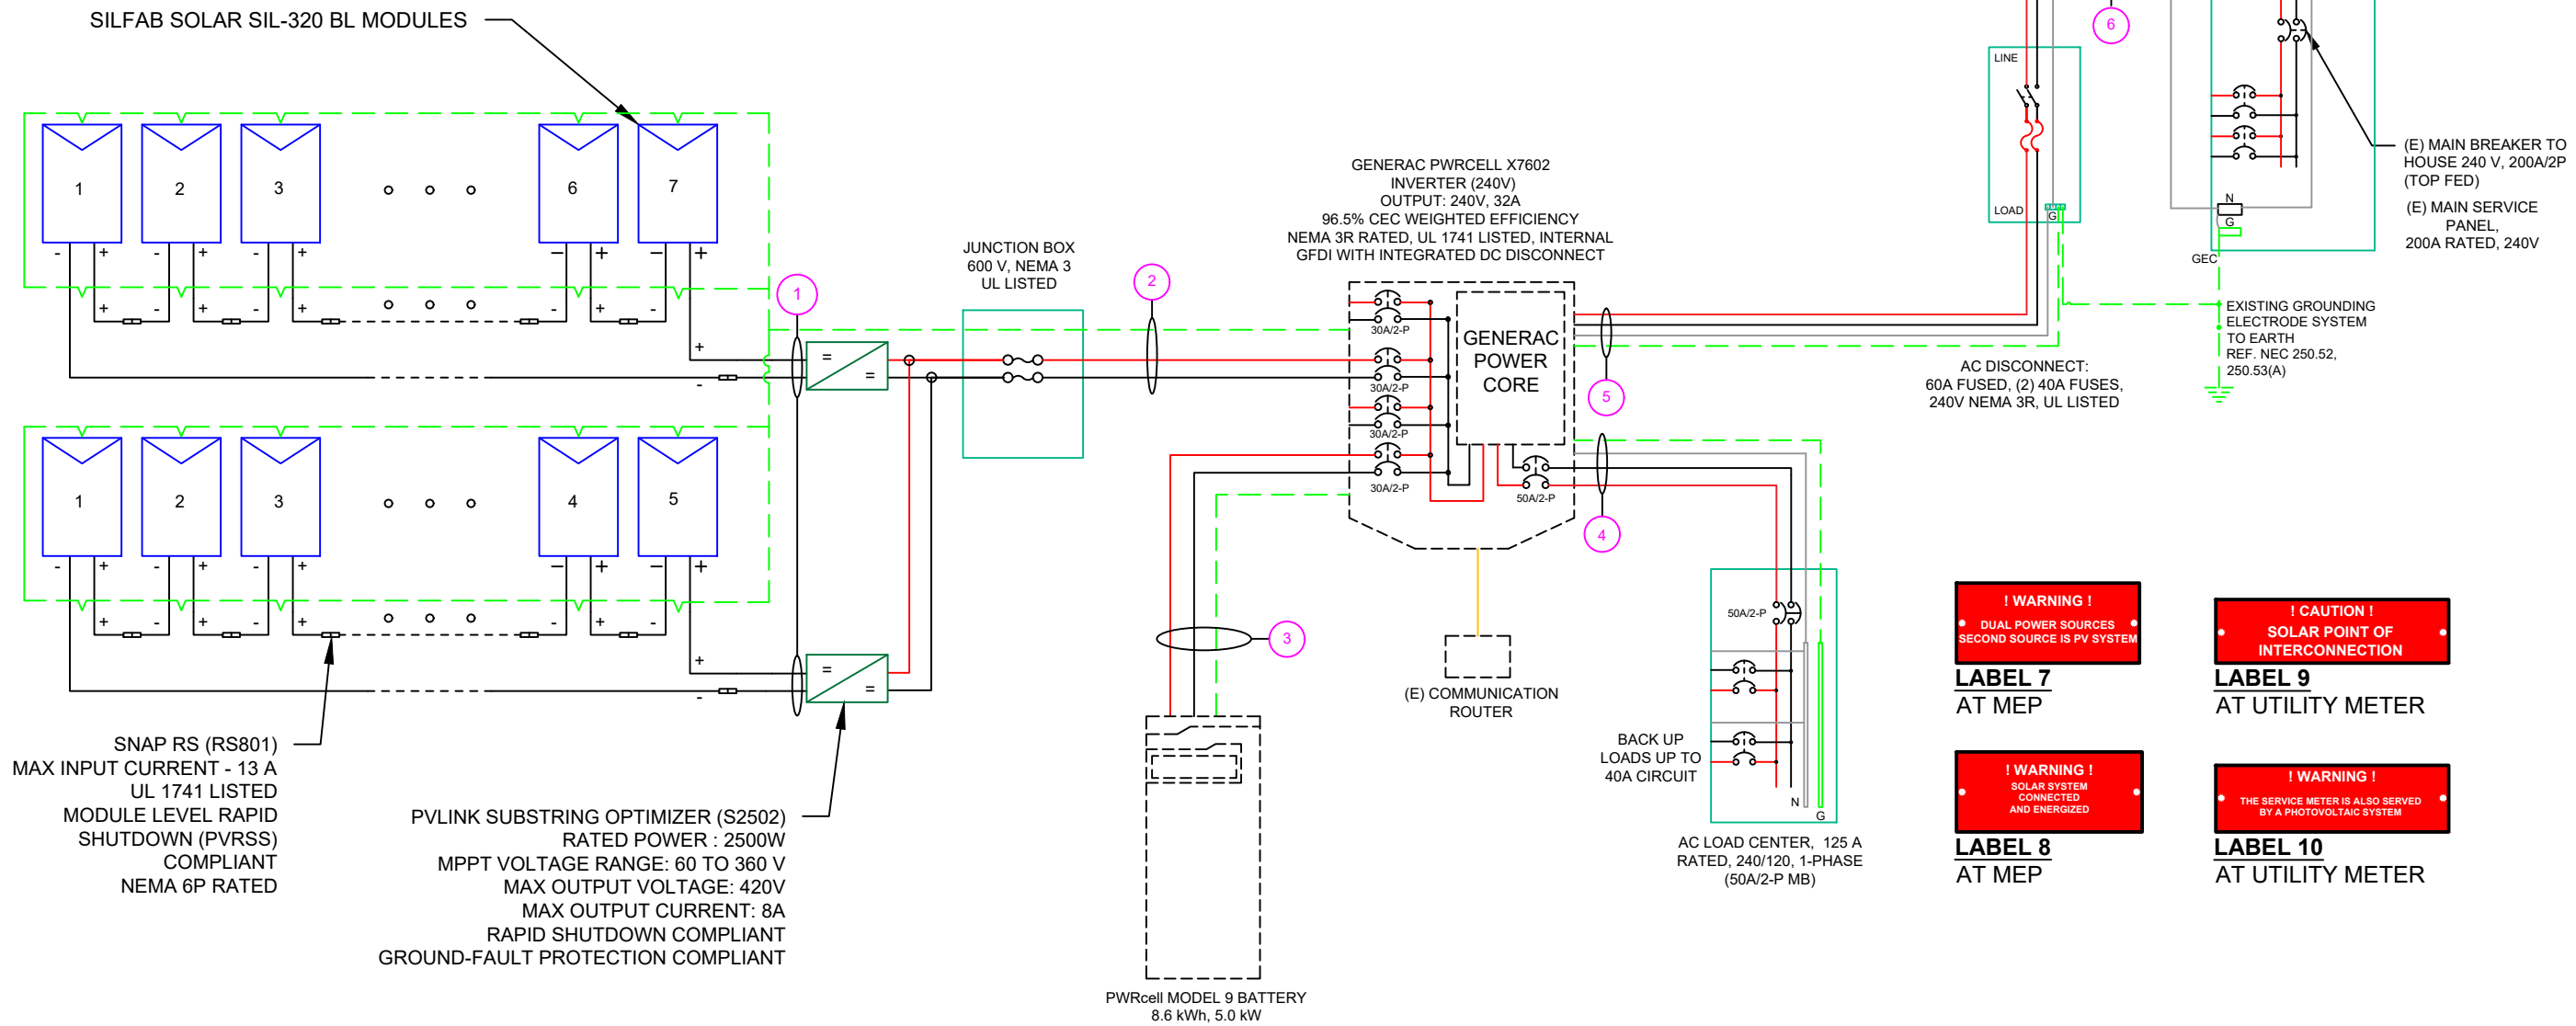 SILFAB SOLAR SIL-320 BL MODULES
1
2
3
6
7
-
+
-
+
-
+
-
+
-
+
+
-
+
-
+
-
+
-
+
-
1
=
=
JUNCTION BOX
600 V, NEMA 3
UL LISTED
2
GENERAC PWRCELL X7602
INVERTER (240V)
OUTPUT: 240V, 32A
96.5% CEC WEIGHTED EFFICIENCY
NEMA 3R RATED, UL 1741 LISTED, INTERNAL
GFDI WITH INTEGRATED DC DISCONNECT
30A/2-P
30A/2-P
30A/2-P
30A/2-P
GENERAC
POWER
CORE
50A/2-P
5
4
6
LINE
LOAD
G
AC DISCONNECT:
60A FUSED, (2) 40A FUSES,
240V NEMA 3R, UL LISTED
(E) MAIN BREAKER TO
HOUSE 240 V, 200A/2P
(TOP FED)
(E) MAIN SERVICE
PANEL,
200A RATED, 240V
N
G
GEC
EXISTING GROUNDING
ELECTRODE SYSTEM
TO EARTH
REF. NEC 250.52,
250.53(A)
1
2
3
4
5
-
+
-
+
-
+
-
+
-
+
+
-
+
-
+
-
+
-
+
-
=
=
SNAP RS (RS801)
MAX INPUT CURRENT - 13 A
UL 1741 LISTED
MODULE LEVEL RAPID
SHUTDOWN (PVRSS)
COMPLIANT
NEMA 6P RATED
PVLINK SUBSTRING OPTIMIZER (S2502)
RATED POWER : 2500W
MPPT VOLTAGE RANGE: 60 TO 360 V
MAX OUTPUT VOLTAGE: 420V
MAX OUTPUT CURRENT: 8A
RAPID SHUTDOWN COMPLIANT
GROUND-FAULT PROTECTION COMPLIANT
3
PWRcell MODEL 9 BATTERY
8.6 kWh, 5.0 kW
(E) COMMUNICATION
ROUTER
50A/2-P
BACK UP
LOADS UP TO
40A CIRCUIT
N
G
AC LOAD CENTER, 125 A
RATED, 240/120, 1-PHASE
(50A/2-P MB)
! WARNING !
DUAL POWER SOURCES
SECOND SOURCE IS PV SYSTEM
LABEL 7
AT MEP
! CAUTION !
SOLAR POINT OF
INTERCONNECTION
LABEL 9
AT UTILITY METER
! WARNING !
SOLAR SYSTEM
CONNECTED
AND ENERGIZED
LABEL 8
AT MEP
! WARNING !
THE SERVICE METER IS ALSO SERVED
BY A PHOTOVOLTAIC SYSTEM
LABEL 10
AT UTILITY METER